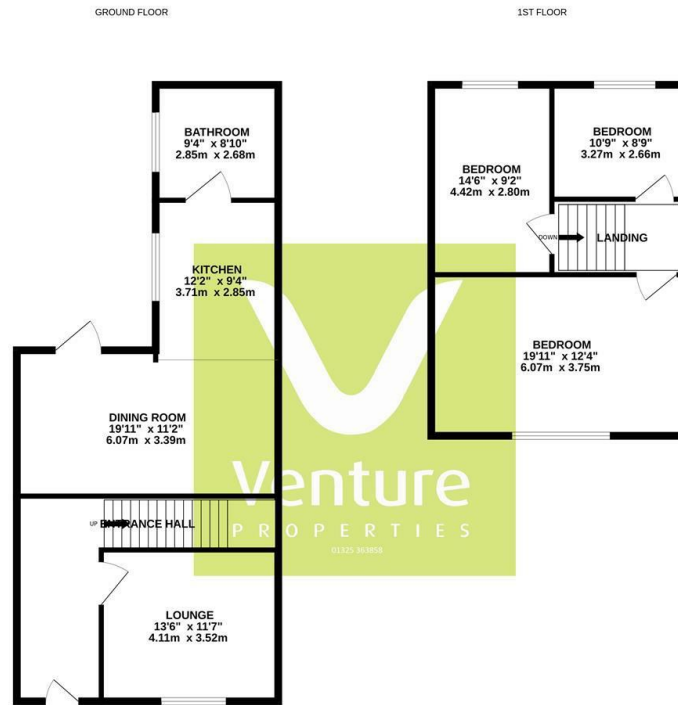 GROUND FLOOR
1ST FLOOR
BATHROOM
9'4" x 8'10"
2.85m x 2.68m
KITCHEN
12'2" x 9'4"
3.71m x 2.85m
DINING ROOM
19'11" x 11'2"
6.07m x 3.39m
UP
ENTRANCE HALL
LOUNGE
13'6" x 11'7"
4.11m x 3.52m
BEDROOM
14'6" x 9'2"
4.42m x 2.80m
BEDROOM
10'9" x 8'9"
3.27m x 2.66m
DOWN
LANDING
BEDROOM
19'11" x 12'4"
6.07m x 3.75m
Venture
PROPERTIES
01325 363858